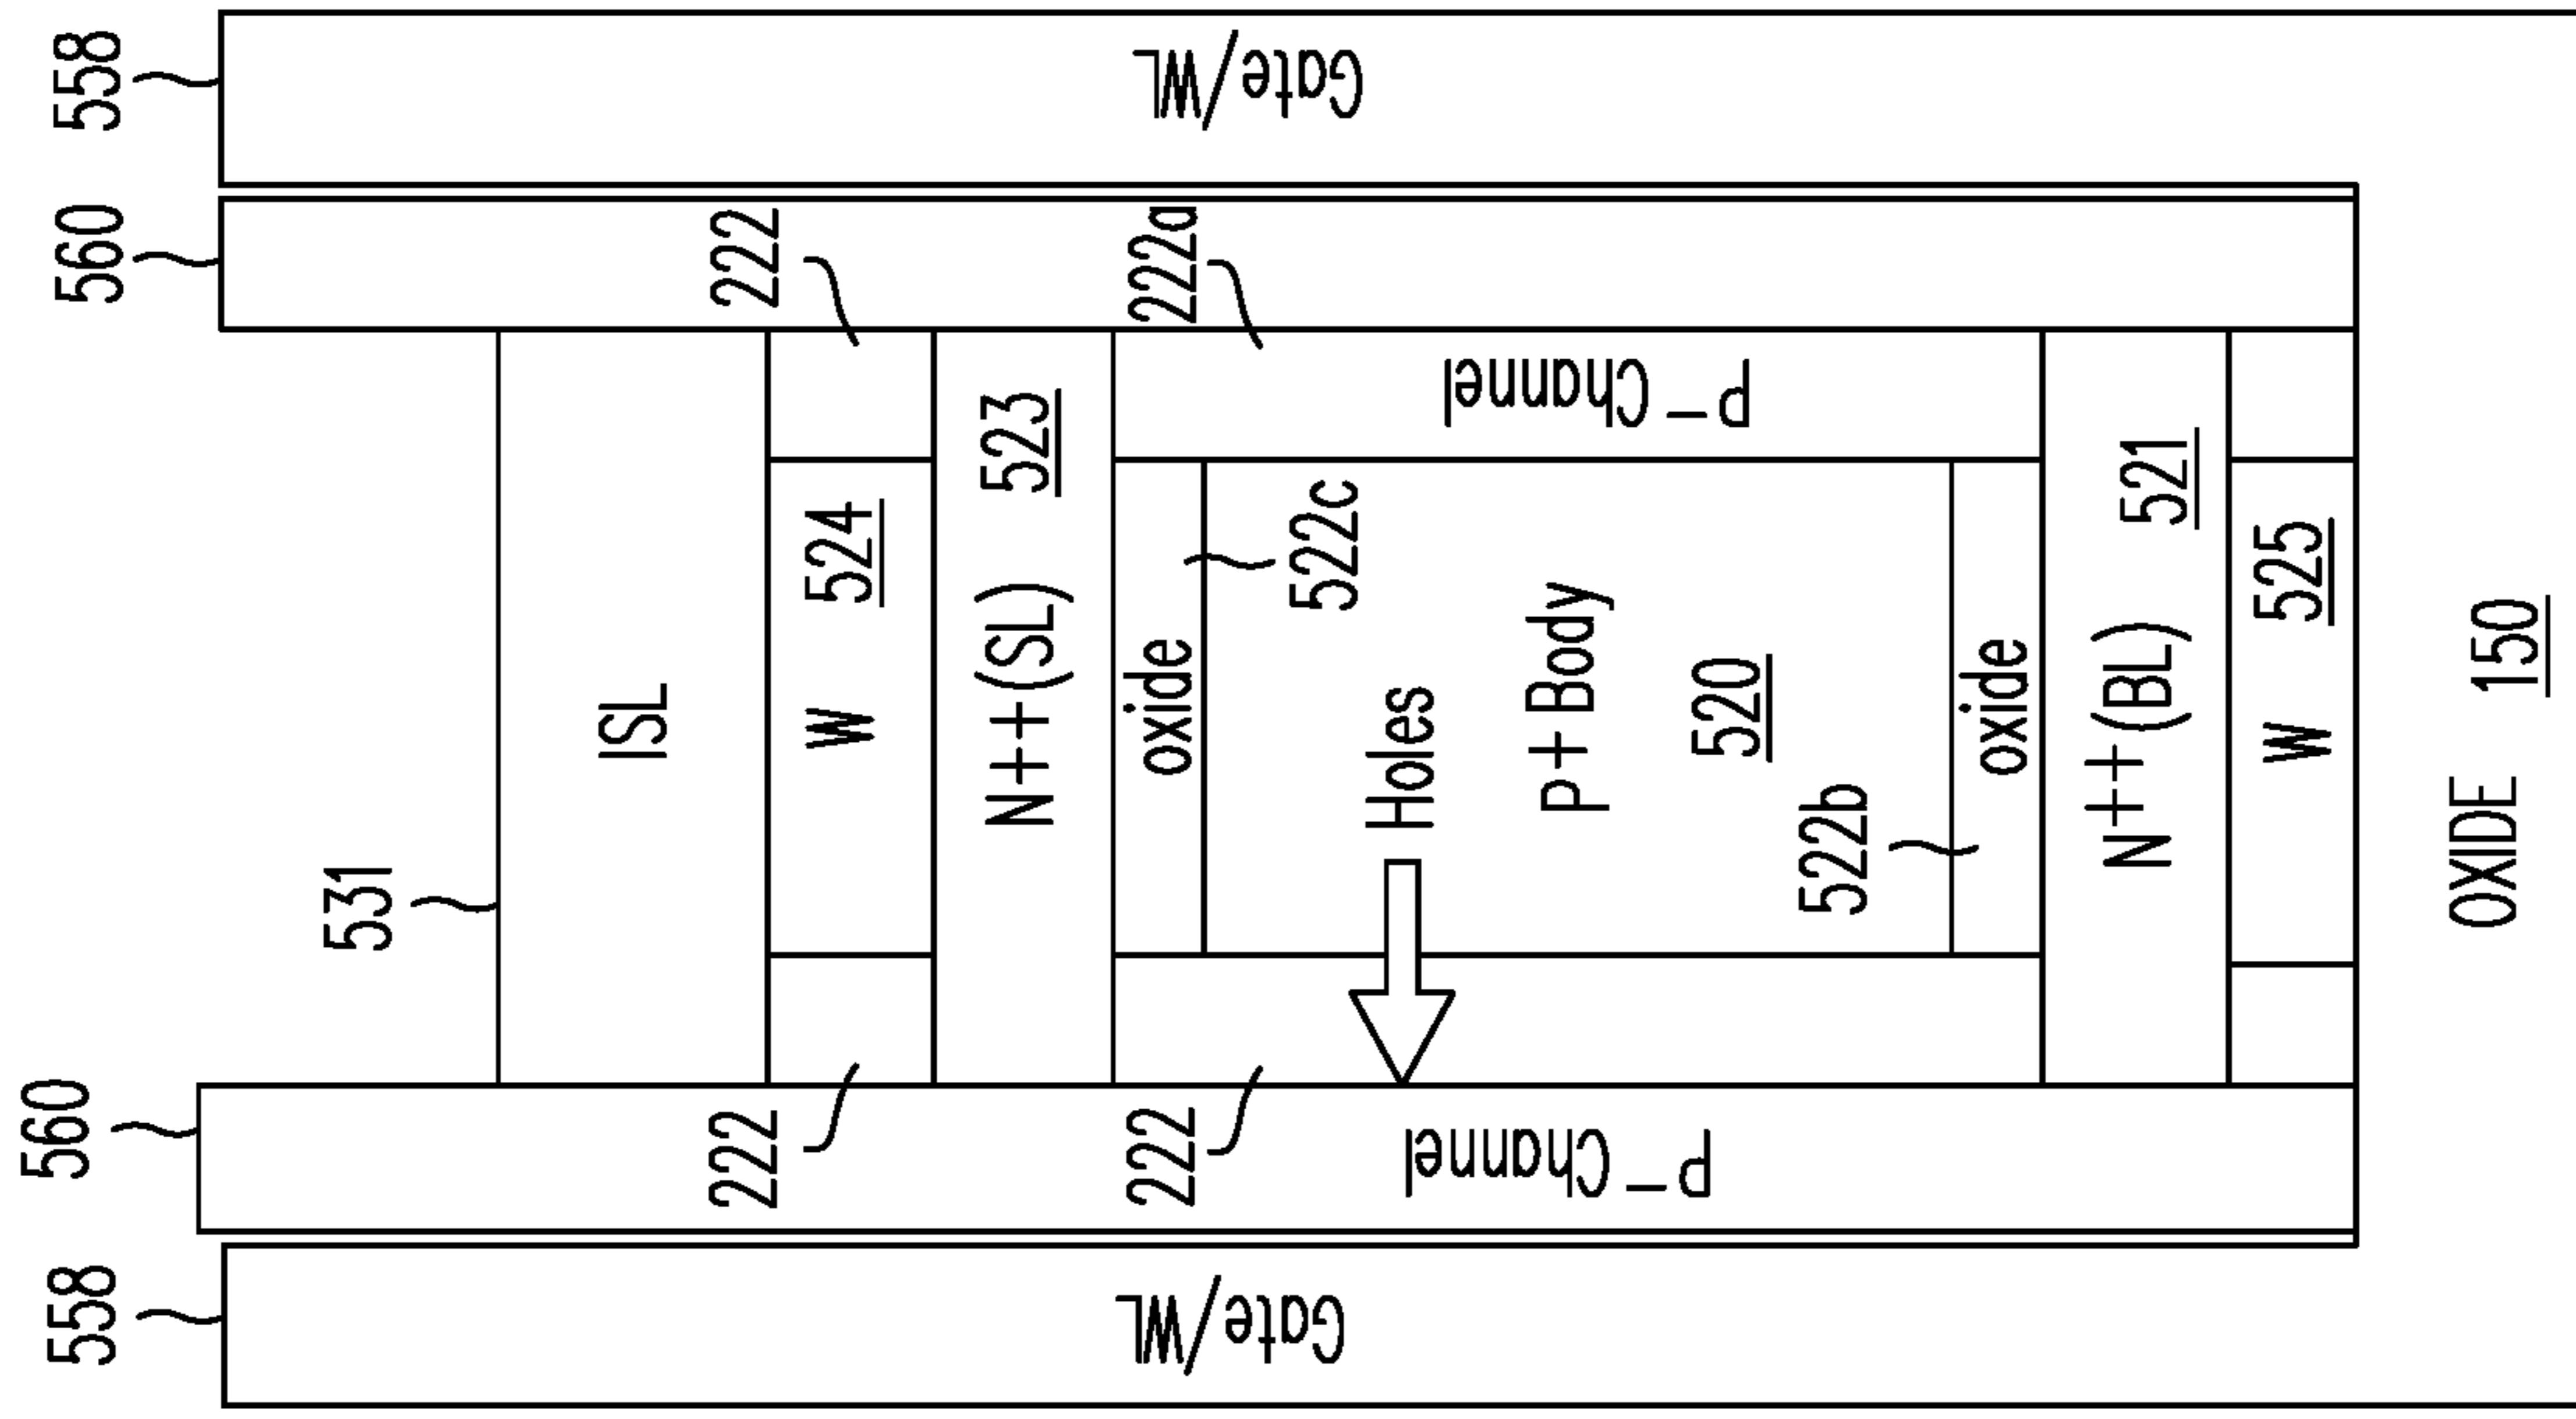 558
560
560
558
531
ISL
222
W 524
222
N++(SL) 523
222
oxide
222a
Gate/WL
Gate/WL
522c
Holes
P-Channel
P-Channel
P+Body
520
522b
oxide
N++(BL) 521
W 525
OXIDE 150